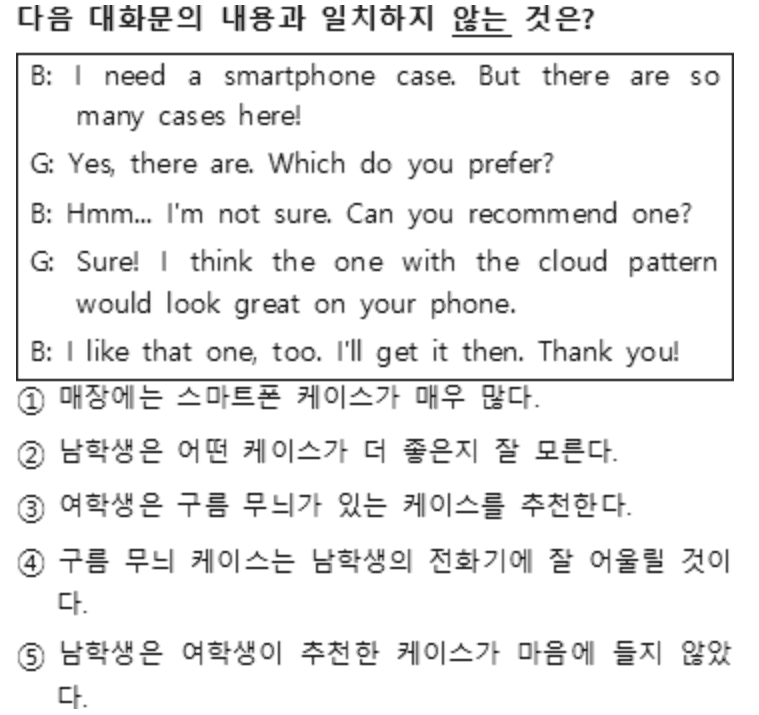 다음 대화문의 내용과 일치하지 않는 것은?
B: I need a smartphone case. But there are so
many cases here!
G: Yes, there are. Which do you prefer?
B: Hmm... I'm not sure. Can you recommend one?
G: Sure! I think the one with the cloud pattern
would look great on your phone.
B: I like that one, too. I'll get it then. Thank you!
① 매장에는 스마트폰 케이스가 매우 많다.
② 남학생은 어떤 케이스가 더 좋은지 잘 모른다.
③ 여학생은 구름 무늬가 있는 케이스를 추천한다.
④ 구름 무늬 케이스는 남학생의 전화기에 잘 어울릴 것이
다.
⑤ 남학생은 여학생이 추천한 케이스가 마음에 들지 않았
다.